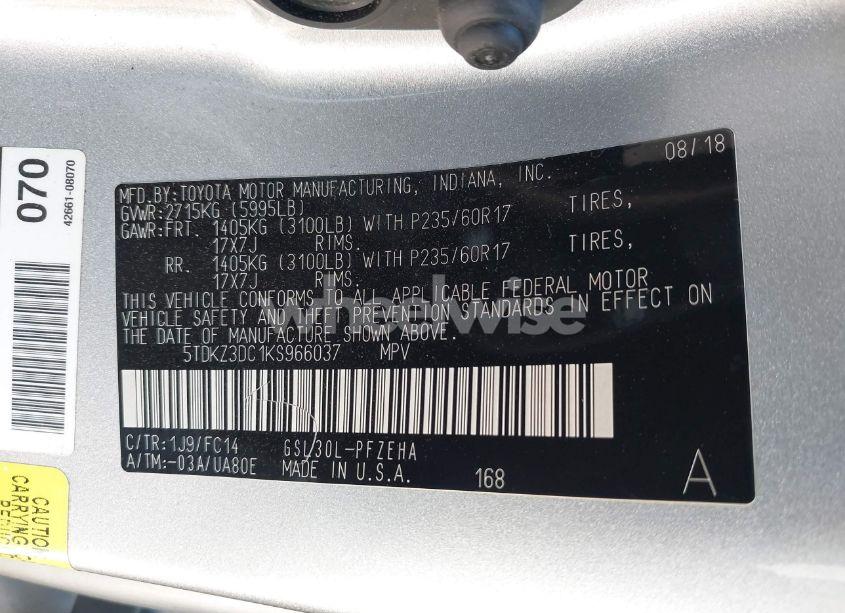 070
42661-08070
08/18
MFD.BY:TOYOTA MOTOR MANUFACTURING, INDIANA, INC.
GVWR:2715KG (5995LB)
GAWR:FRT. 1405KG (3100LB) WITH P235/60R17 TIRES,
17X7J RIMS.
RR. 1405KG (3100LB) WITH P235/60R17 TIRES,
17X7J RIMS.
THIS VEHICLE CONFORMS TO ALL APPLICABLE FEDERAL MOTOR
VEHICLE SAFETY AND THEFT PREVENTION STANDARDS IN EFFECT ON
THE DATE OF MANUFACTURE SHOWN ABOVE.
5TDKZ3DC1KS966037 MPV
C/TR:1J9/FC14 GSL30L-PFZEHA
A/TM:-03A/UA80E MADE IN U.S.A. 168 A
wheelwise
CAUTIO
CARRYING